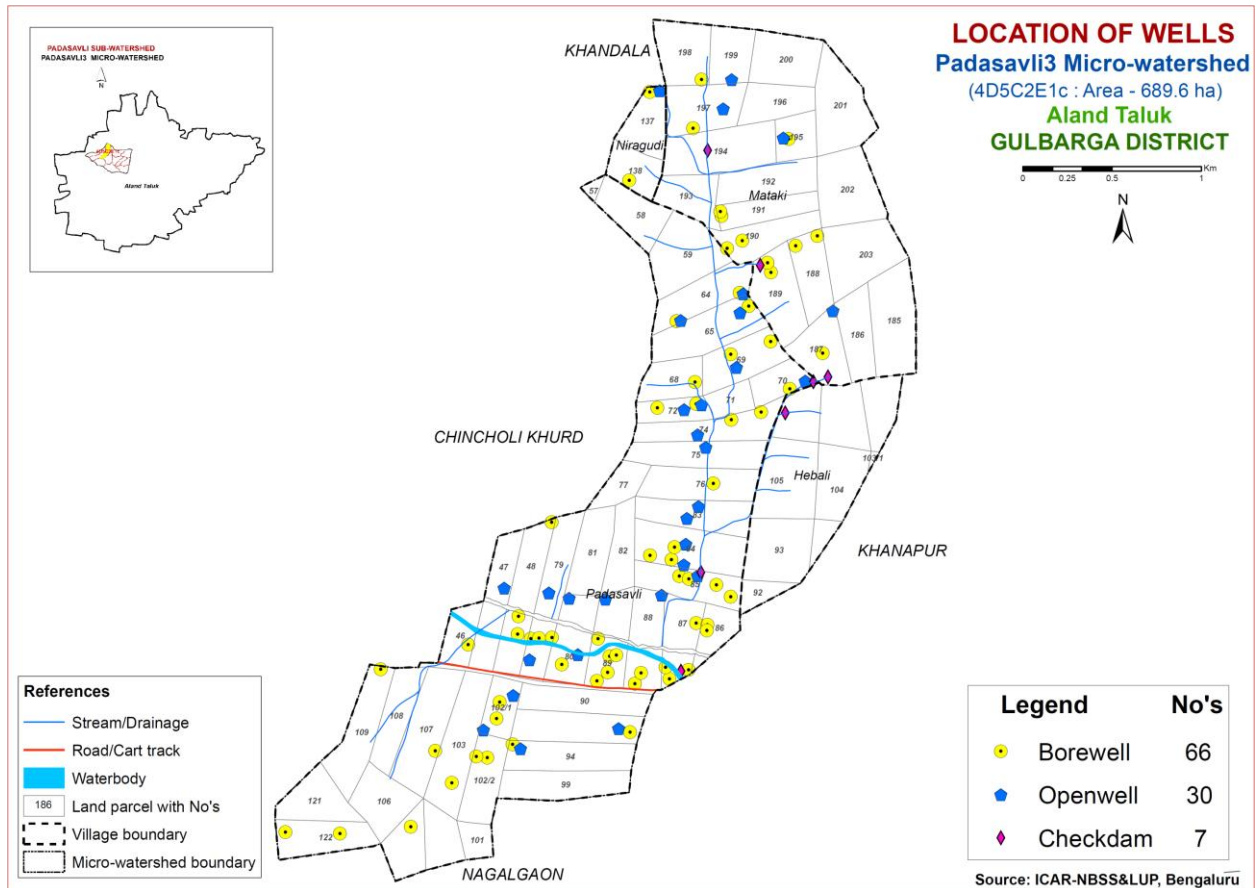 PADASAVLI SUB-WATERSHED
PADASAVLI3 MICRO-WATERSHED
N
Aland Taluk
LOCATION OF WELLS
Padasavli3 Micro-watershed
(4D5C2E1c : Area - 689.6 ha)
Aland Taluk
GULBARGA DISTRICT
Km
0 0.25 0.5 1
N
KHANDALA
198
199
200
197
196
201
137
195
Niragudi
194
138
192
202
57
193
Mataki
191
58
190
59
203
188
64
189
185
186
65
187
69
68
70
71
72
CHINCHOLI KHURD
74
75
103/1
Hebali
77
76
105
104
83
KHANAPUR
81
82
84
93
47
48
79
85
92
Padasavli
88
87
86
46
80
89
102/1
90
109
108
107
103
94
102/2
99
121
106
122
101
NAGALGAON
References
Stream/Drainage
Road/Cart track
Waterbody
186 Land parcel with No's
Village boundary
Micro-watershed boundary
Legend No's
Borewell 66
Openwell 30
Checkdam 7
Source: ICAR-NBSS&LUP, Bengaluru